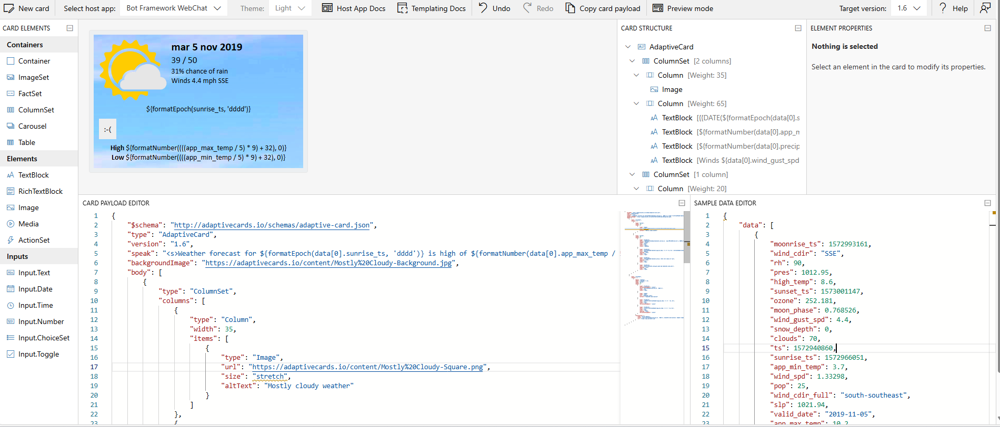 New card
Select host app:
Bot Framework WebChat
Theme:
Light
Host App Docs
Templating Docs
Undo
Redo
Copy card payload
Preview mode
Target version:
1.6
Help
CARD ELEMENTS
Containers
Container
ImageSet
FactSet
ColumnSet
Carousel
Table
Elements
TextBlock
RichTextBlock
Image
Media
ActionSet
Inputs
Input.Text
Input.Date
Input.Time
Input.Number
Input.ChoiceSet
Input.Toggle
mar 5 nov 2019
39 / 50
31% chance of rain
Winds 4.4 mph SSE
${formatEpoch(sunrise_ts, 'dddd')}
:-(
High ${formatNumber((((app_max_temp / 5) * 9) + 32), 0)}
Low ${formatNumber((((app_min_temp / 5) * 9) + 32), 0)}
CARD STRUCTURE
AdaptiveCard
ColumnSet [2 columns]
Column [Weight: 35]
Image
Column [Weight: 65]
TextBlock [{{DATE(${formatEpoch(data[0].s
TextBlock [${formatNumber(data[0].app_m
TextBlock [${formatNumber(data[0].precip
TextBlock [Winds ${data[0].wind_gust_spd
ColumnSet [1 column]
Column [Weight: 20]
ELEMENT PROPERTIES
Nothing is selected
Select an element in the card to modify its properties.
CARD PAYLOAD EDITOR
1 {
2 "$schema": "http://adaptivecards.io/schemas/adaptive-card.json",
3 "type": "AdaptiveCard",
4 "version": "1.6",
5 "speak": "<s>Weather forecast for ${formatEpoch(data[0].sunrise_ts, 'dddd')} is high of ${formatNumber(data[0].app_max_temp /
6 "backgroundImage": "https://adaptivecards.io/content/Mostly%20Cloudy-Background.jpg",
7 "body": [
8 {
9 "type": "ColumnSet",
10 "columns": [
11 {
12 "type": "Column",
13 "width": 35,
14 "items": [
15 {
16 "type": "Image",
17 "url": "https://adaptivecards.io/content/Mostly%20Cloudy-Square.png",
18 "size": "stretch",
19 "altText": "Mostly cloudy weather"
20 }
21 ]
22 },
23 {
SAMPLE DATA EDITOR
1 {
2 "data": [
3 {
4 "moonrise_ts": 1572993161,
5 "wind_cdir": "SSE",
6 "rh": 90,
7 "pres": 1012.95,
8 "high_temp": 8.6,
9 "sunset_ts": 1573001147,
10 "ozone": 252.181,
11 "moon_phase": 0.768526,
12 "wind_gust_spd": 4.4,
13 "snow_depth": 0,
14 "clouds": 70,
15 "ts": 1572940860,
16 "sunrise_ts": 1572966051,
17 "app_min_temp": 3.7,
18 "wind_spd": 1.33298,
19 "pop": 25,
20 "wind_cdir_full": "south-southeast",
21 "slp": 1021.94,
22 "valid_date": "2019-11-05",
23 "app_max_temp": 10.2